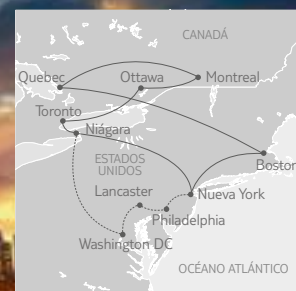 CANADÁ
Quebec
Ottawa
Montreal
Toronto
Niágara
ESTADOS
UNIDOS
Boston
Lancaster
Nueva York
Philadelphia
Washington DC
OCÉANO ATLÁNTICO